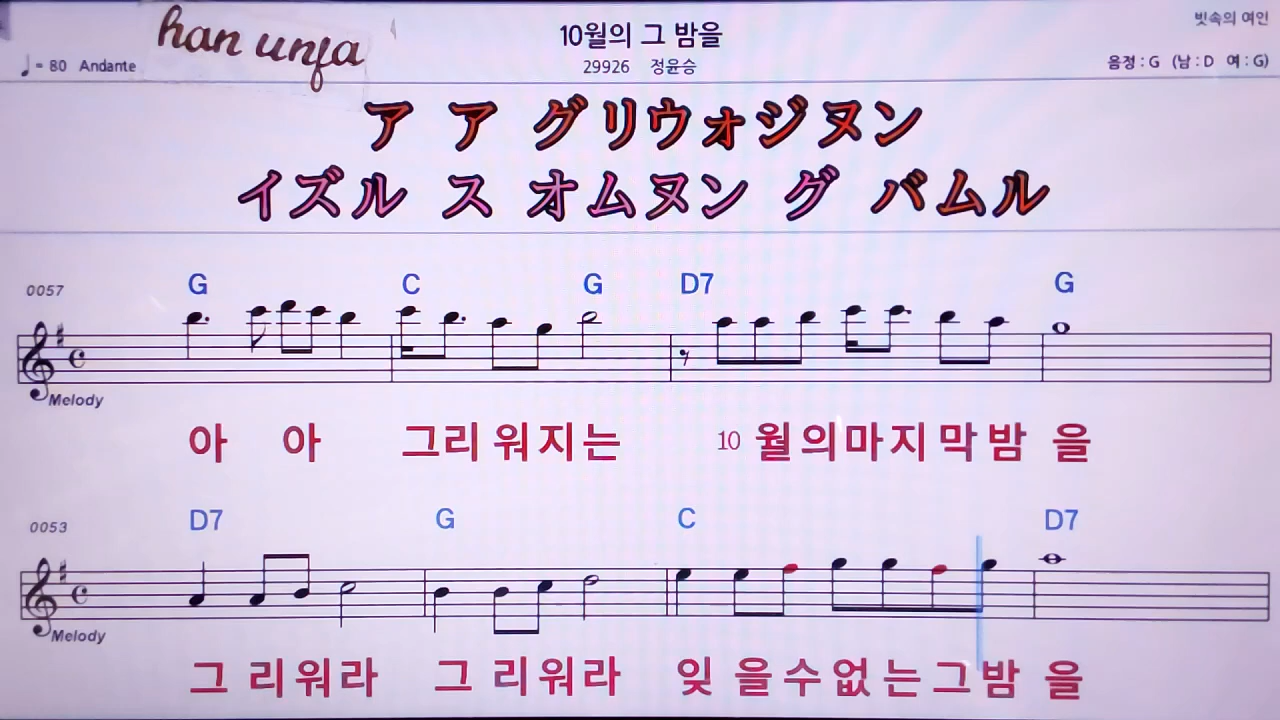 빗속의 여인
han unfa
10월의 그 밤을
♩= 80 Andante
29926 정윤승
음정 : G (남 : D 여 : G)
ア ア グリウォジヌン
イズル ス オムヌン グ バムル
0057 G C G D7 G
Melody
아 아 그리워지는 10 월의마지막밤 을
0053 D7 G C D7
Melody
그 리워라 그 리워라 잊 을수없는그밤 을